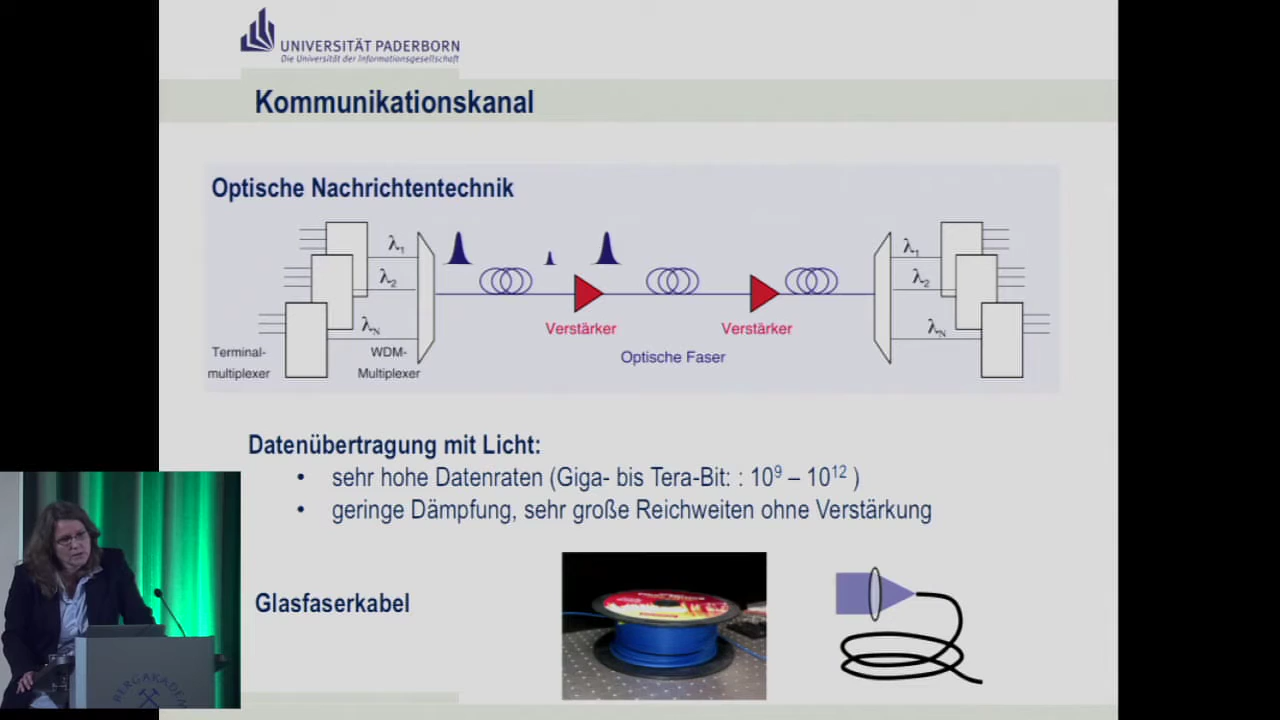 UNIVERSITÄT PADERBORN
Die Universität der Informationsgesellschaft
Kommunikationskanal
Optische Nachrichtentechnik
λ1
λ2
λN
Terminal-
multiplexer
WDM-
Multiplexer
Verstärker
Verstärker
Optische Faser
λ1
λ2
λN
Datenübertragung mit Licht:
• sehr hohe Datenraten (Giga- bis Tera-Bit: : 10⁹ – 10¹² )
• geringe Dämpfung, sehr große Reichweiten ohne Verstärkung
Glasfaserkabel
BERGAKADEM